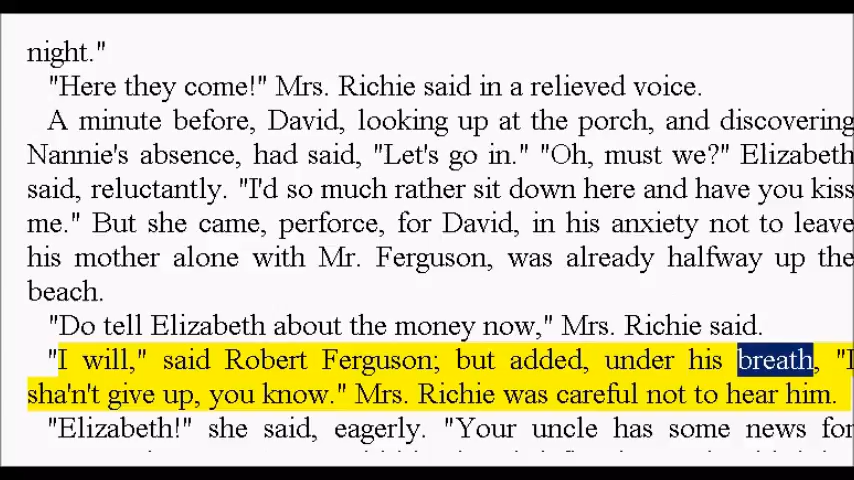 night."
"Here they come!" Mrs. Richie said in a relieved voice.
A minute before, David, looking up at the porch, and discovering
Nannie's absence, had said, "Let's go in." "Oh, must we?" Elizabeth
said, reluctantly. "I'd so much rather sit down here and have you kiss
me." But she came, perforce, for David, in his anxiety not to leave
his mother alone with Mr. Ferguson, was already halfway up the
beach.
"Do tell Elizabeth about the money now," Mrs. Richie said.
"I will," said Robert Ferguson; but added, under his breath, "I
sha'n't give up, you know." Mrs. Richie was careful not to hear him.
"Elizabeth!" she said, eagerly. "Your uncle has some news for